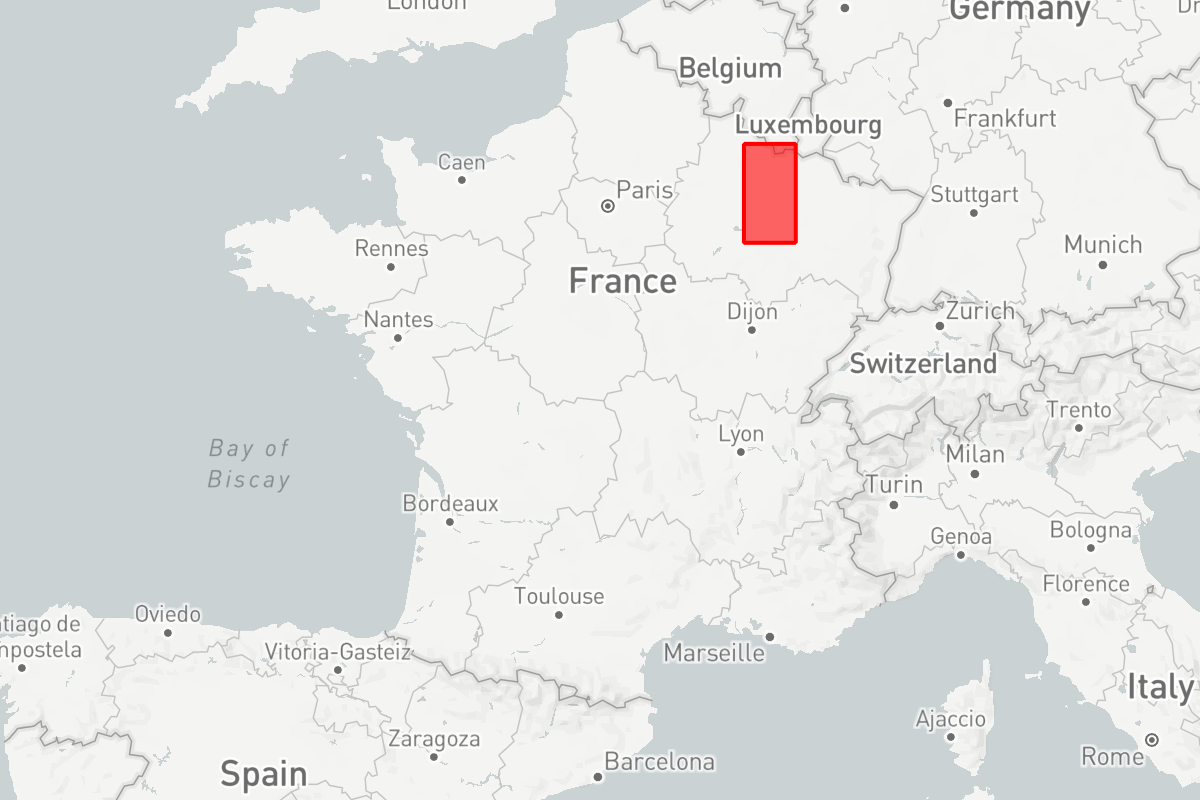 London
Germany
Dr
Belgium
Luxembourg
Frankfurt
Caen
Paris
Stuttgart
Rennes
Munich
France
Nantes
Dijon
Zurich
Switzerland
Trento
Bay of
Biscay
Lyon
Milan
Turin
Bordeaux
Genoa
Bologna
Toulouse
Florence
Oviedo
tiago de
mpostela
Vitoria-Gasteiz
Marseille
Italy
Ajaccio
Zaragoza
Rome
Barcelona
Spain